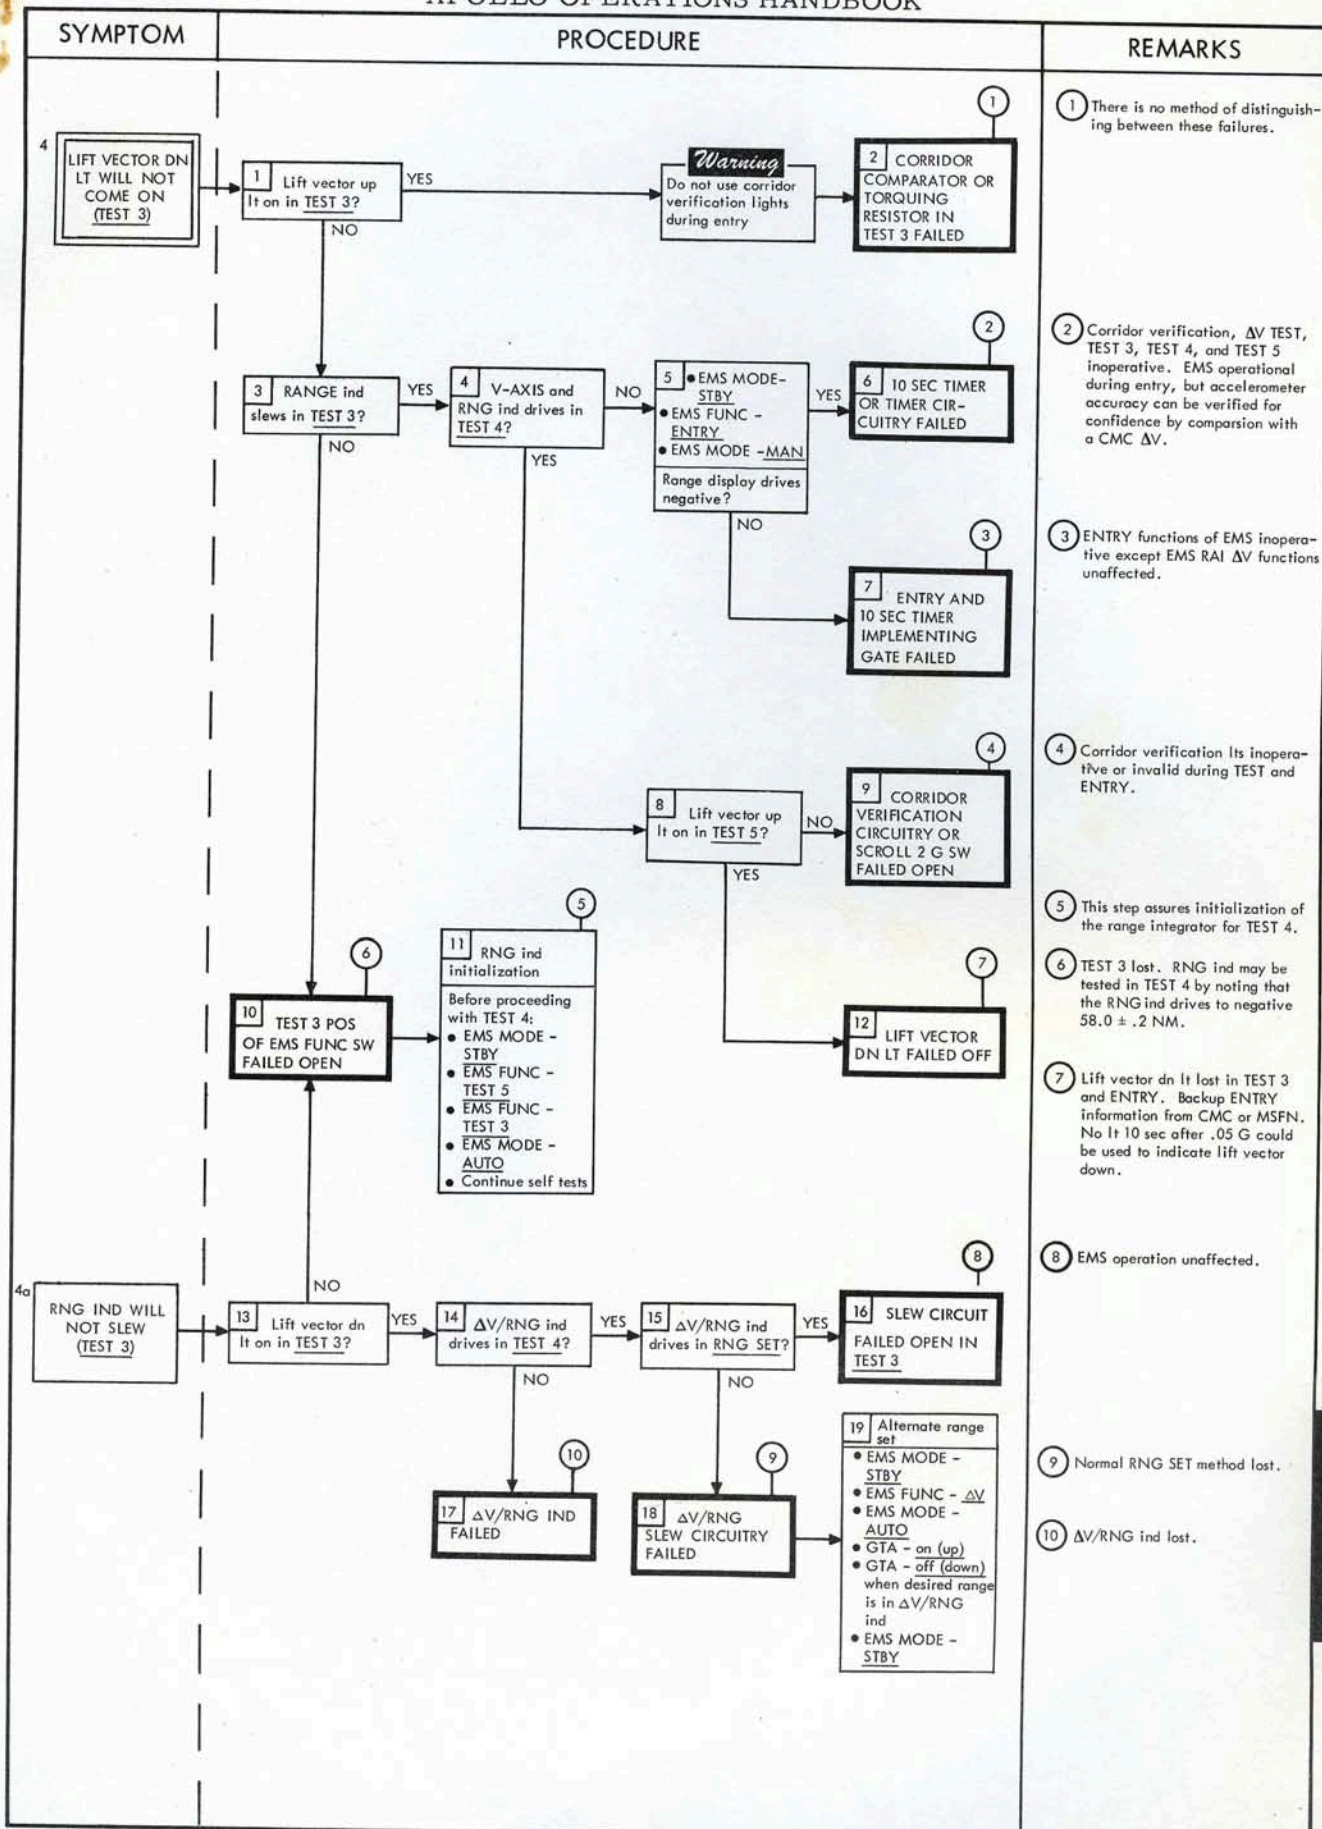 APOLLO OPERATIONS HANDBOOK
SYMPTOM
PROCEDURE
REMARKS
4
LIFT VECTOR DN
LT WILL NOT
COME ON
(TEST 3)
1 Lift vector up
lt on in TEST 3?
YES
NO
Warning
Do not use corridor
verification lights
during entry
1
2 CORRIDOR
COMPARATOR OR
TORQUING
RESISTOR IN
TEST 3 FAILED
1 There is no method of distinguish-
ing between these failures.
3 RANGE ind
slews in TEST 3?
YES
NO
4 V-AXIS and
RNG ind drives in
TEST 4?
NO
YES
5 • EMS MODE-
STBY
• EMS FUNC -
ENTRY
• EMS MODE -MAN
Range display drives
negative?
YES
NO
2
6 10 SEC TIMER
OR TIMER CIR-
CUITRY FAILED
2 Corridor verification, ΔV TEST,
TEST 3, TEST 4, and TEST 5
inoperative. EMS operational
during entry, but accelerometer
accuracy can be verified for
confidence by comparsion with
a CMC ΔV.
3
7 ENTRY AND
10 SEC TIMER
IMPLEMENTING
GATE FAILED
3 ENTRY functions of EMS inopera-
tive except EMS RAI ΔV functions
unaffected.
8 Lift vector up
lt on in TEST 5?
NO
YES
4
9 CORRIDOR
VERIFICATION
CIRCUITRY OR
SCROLL 2 G SW
FAILED OPEN
4 Corridor verification lts inopera-
tive or invalid during TEST and
ENTRY.
6
10 TEST 3 POS
OF EMS FUNC SW
FAILED OPEN
5
11 RNG ind
initialization
Before proceeding
with TEST 4:
• EMS MODE -
STBY
• EMS FUNC -
TEST 5
• EMS FUNC -
TEST 3
• EMS MODE -
AUTO
• Continue self tests
7
12 LIFT VECTOR
DN LT FAILED OFF
5 This step assures initialization of
the range integrator for TEST 4.
6 TEST 3 lost. RNG ind may be
tested in TEST 4 by noting that
the RNG ind drives to negative
58.0 ± .2 NM.
7 Lift vector dn lt lost in TEST 3
and ENTRY. Backup ENTRY
information from CMC or MSFN.
No lt 10 sec after .05 G could
be used to indicate lift vector
down.
4a
RNG IND WILL
NOT SLEW
(TEST 3)
NO
13 Lift vector dn
lt on in TEST 3?
YES
14 ΔV/RNG ind
drives in TEST 4?
YES
NO
15 ΔV/RNG ind
drives in RNG SET?
YES
NO
8
16 SLEW CIRCUIT
FAILED OPEN IN
TEST 3
8 EMS operation unaffected.
10
17 ΔV/RNG IND
FAILED
9
18 ΔV/RNG
SLEW CIRCUITRY
FAILED
19 Alternate range
set
• EMS MODE -
STBY
• EMS FUNC - ΔV
• EMS MODE -
AUTO
• GTA - on (up)
• GTA - off (down)
when desired range
is in ΔV/RNG
ind
• EMS MODE -
STBY
9 Normal RNG SET method lost.
10 ΔV/RNG ind lost.